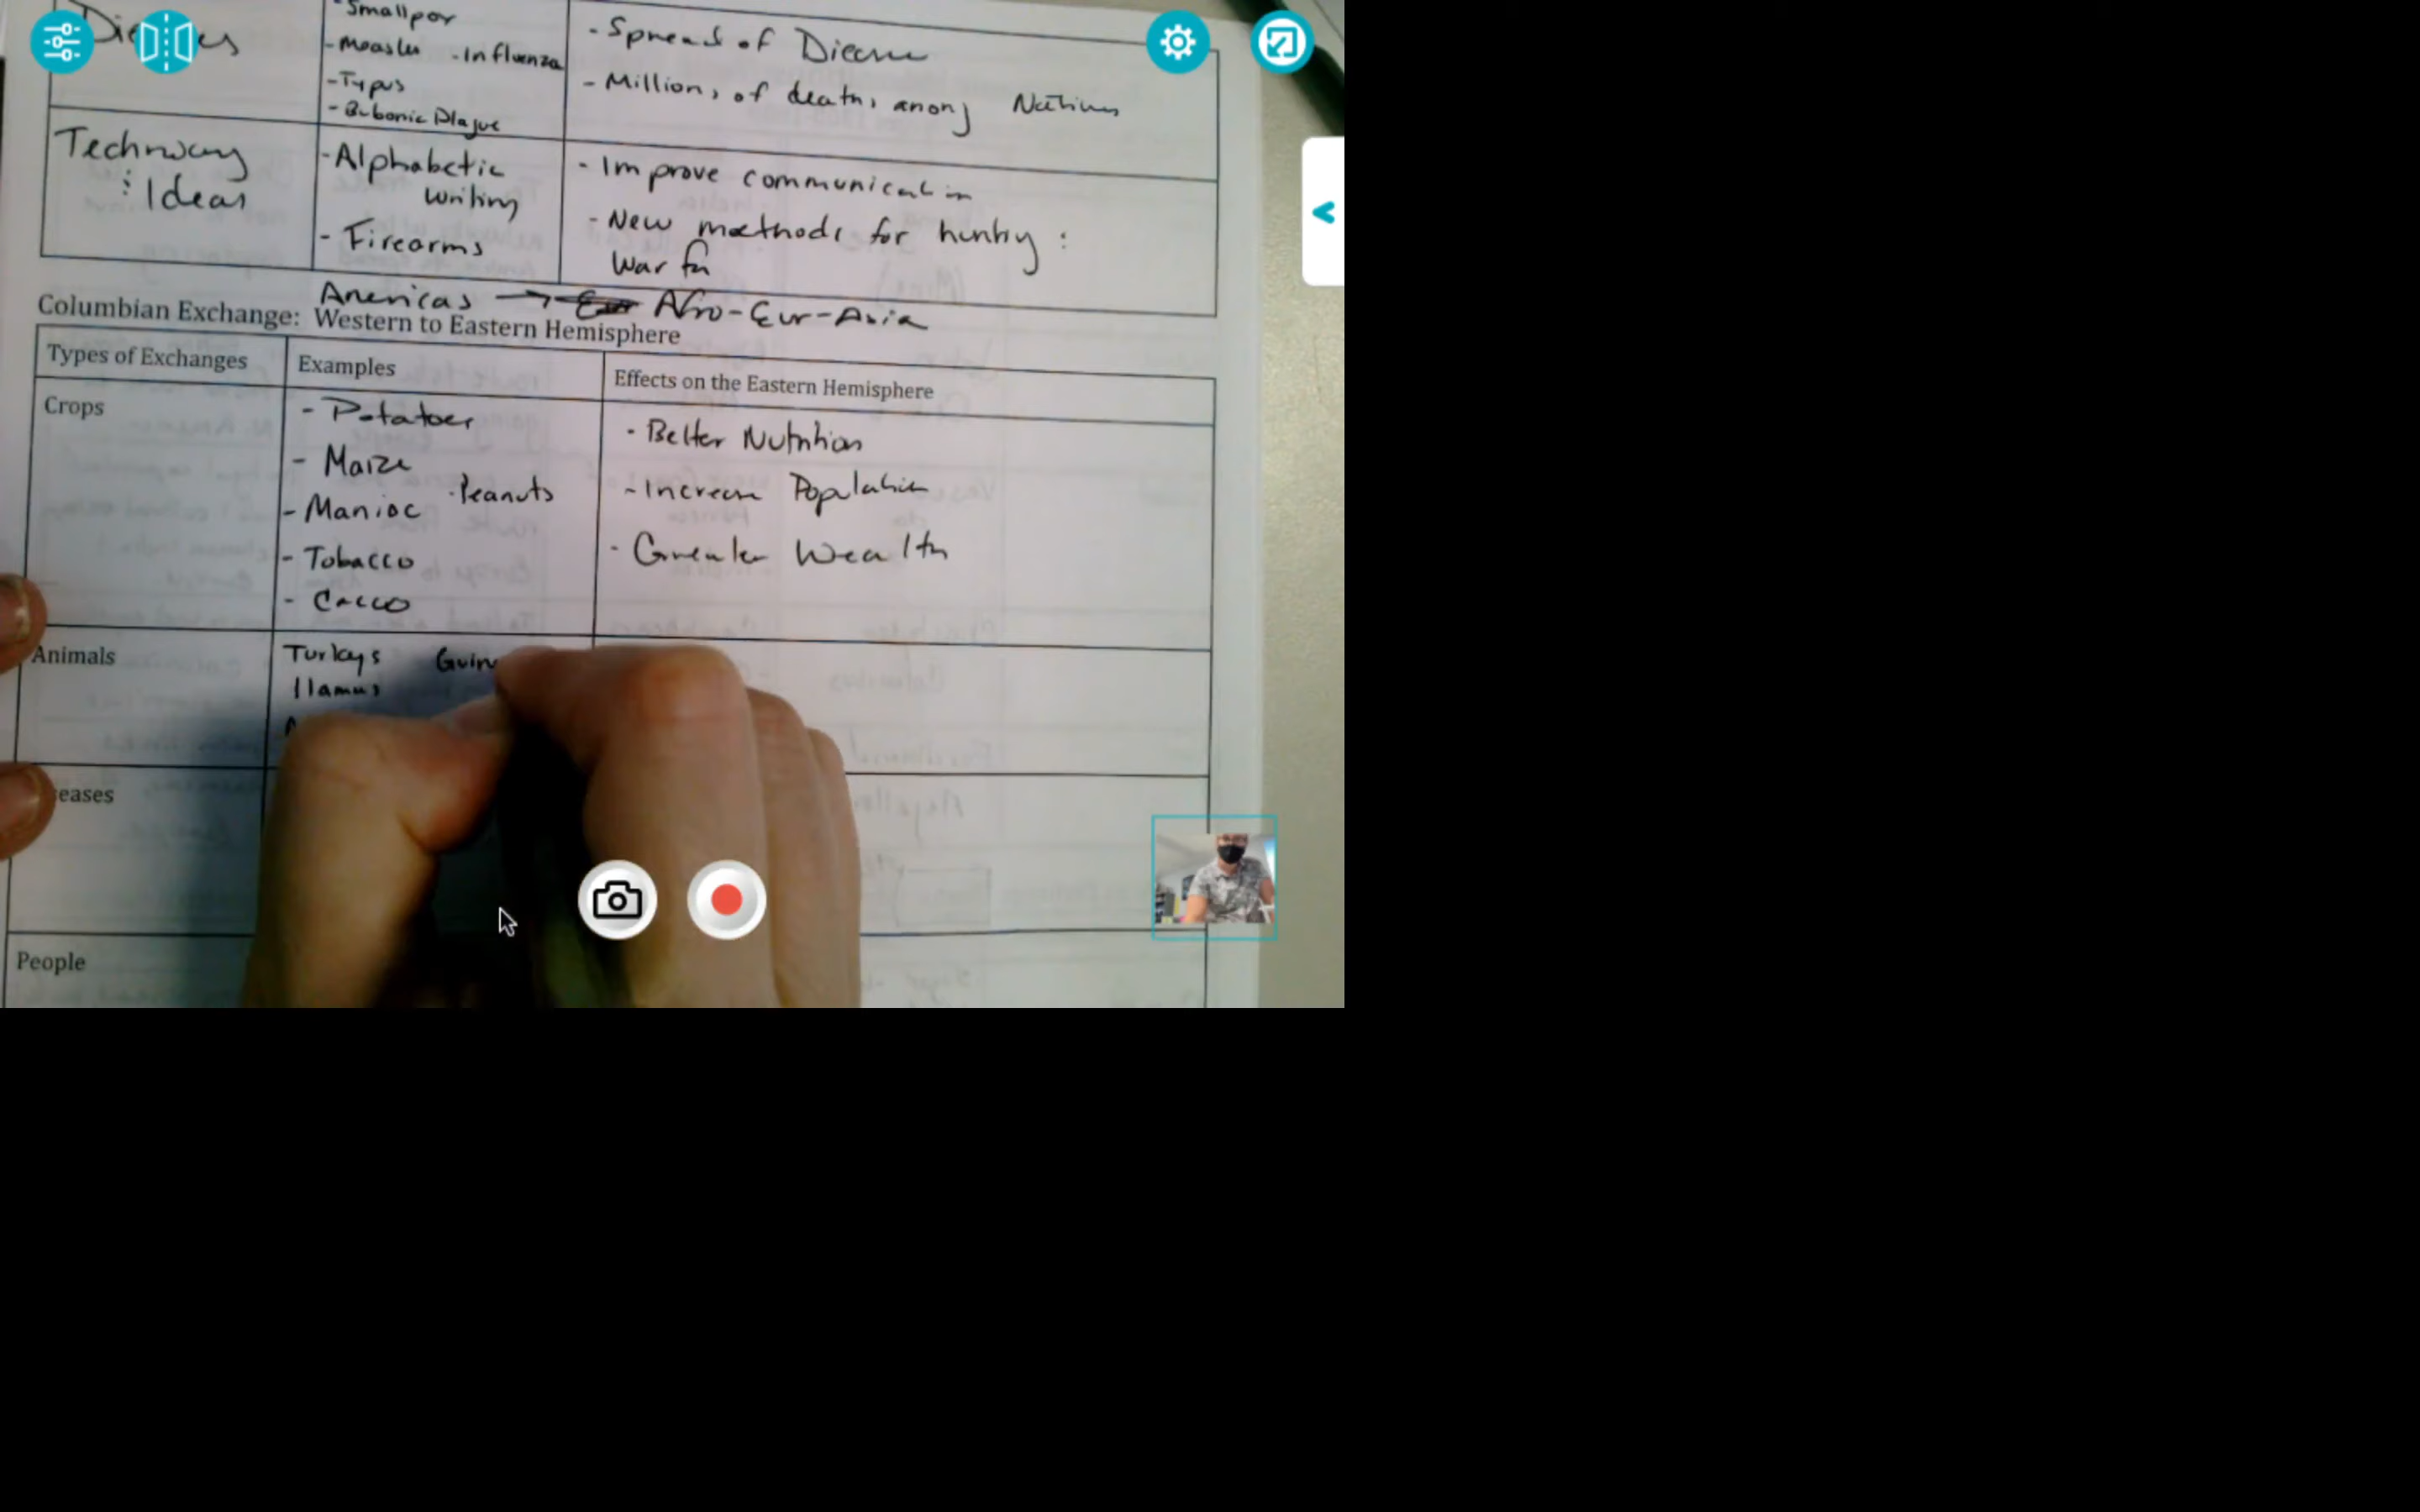 - Smallpox
- Measles - Influenza
- Typus
- Bubonic Plague
- Spread of Disease
- Millions of deaths among Natives
Technology
: Ideas
- Alphabetic
writing
- Firearms
- Improve communication
- New methods for hunting :
Warfare
Americas → Afro-Eur-Asia
Columbian Exchange: Western to Eastern Hemisphere
Types of Exchanges
Examples
Effects on the Eastern Hemisphere
Crops
- Potatoes
- Maize
- Manioc - Peanuts
- Tobacco
- Cacao
- Better Nutrition
- Increase Population
- Greater Wealth
Animals
Turkeys Guin
llamas
eases
People